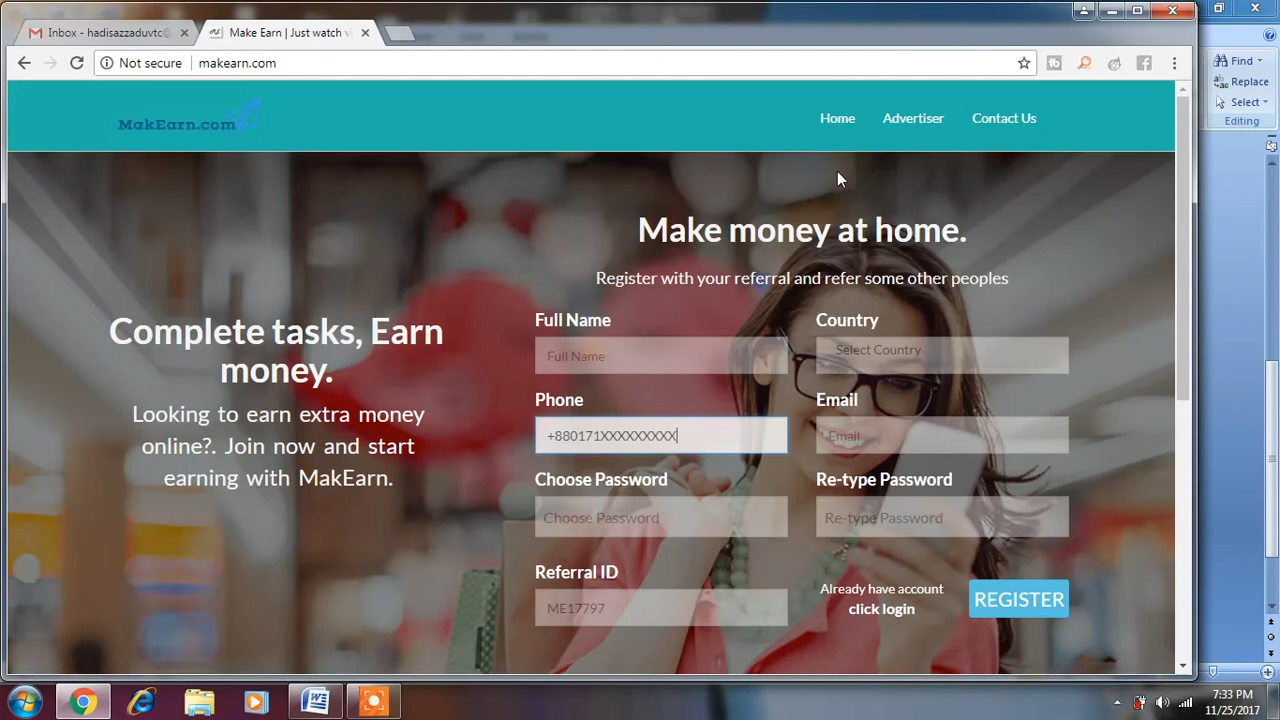 Inbox - hadisazzaduvtc@
Make Earn | Just watch vi
Not secure
makearn.com
Find
Replace
Select
Editing
MakEarn.com
Home
Advertiser
Contact Us
Make money at home.
Register with your referral and refer some other peoples
Complete tasks, Earn
money.
Looking to earn extra money
online?. Join now and start
earning with MakEarn.
Full Name
Country
Full Name
Select Country
Phone
Email
+880171XXXXXXXXX
Email
Choose Password
Re-type Password
Choose Password
Re-type Password
Referral ID
ME17797
Already have account
click login
REGISTER
7:33 PM
11/25/2017